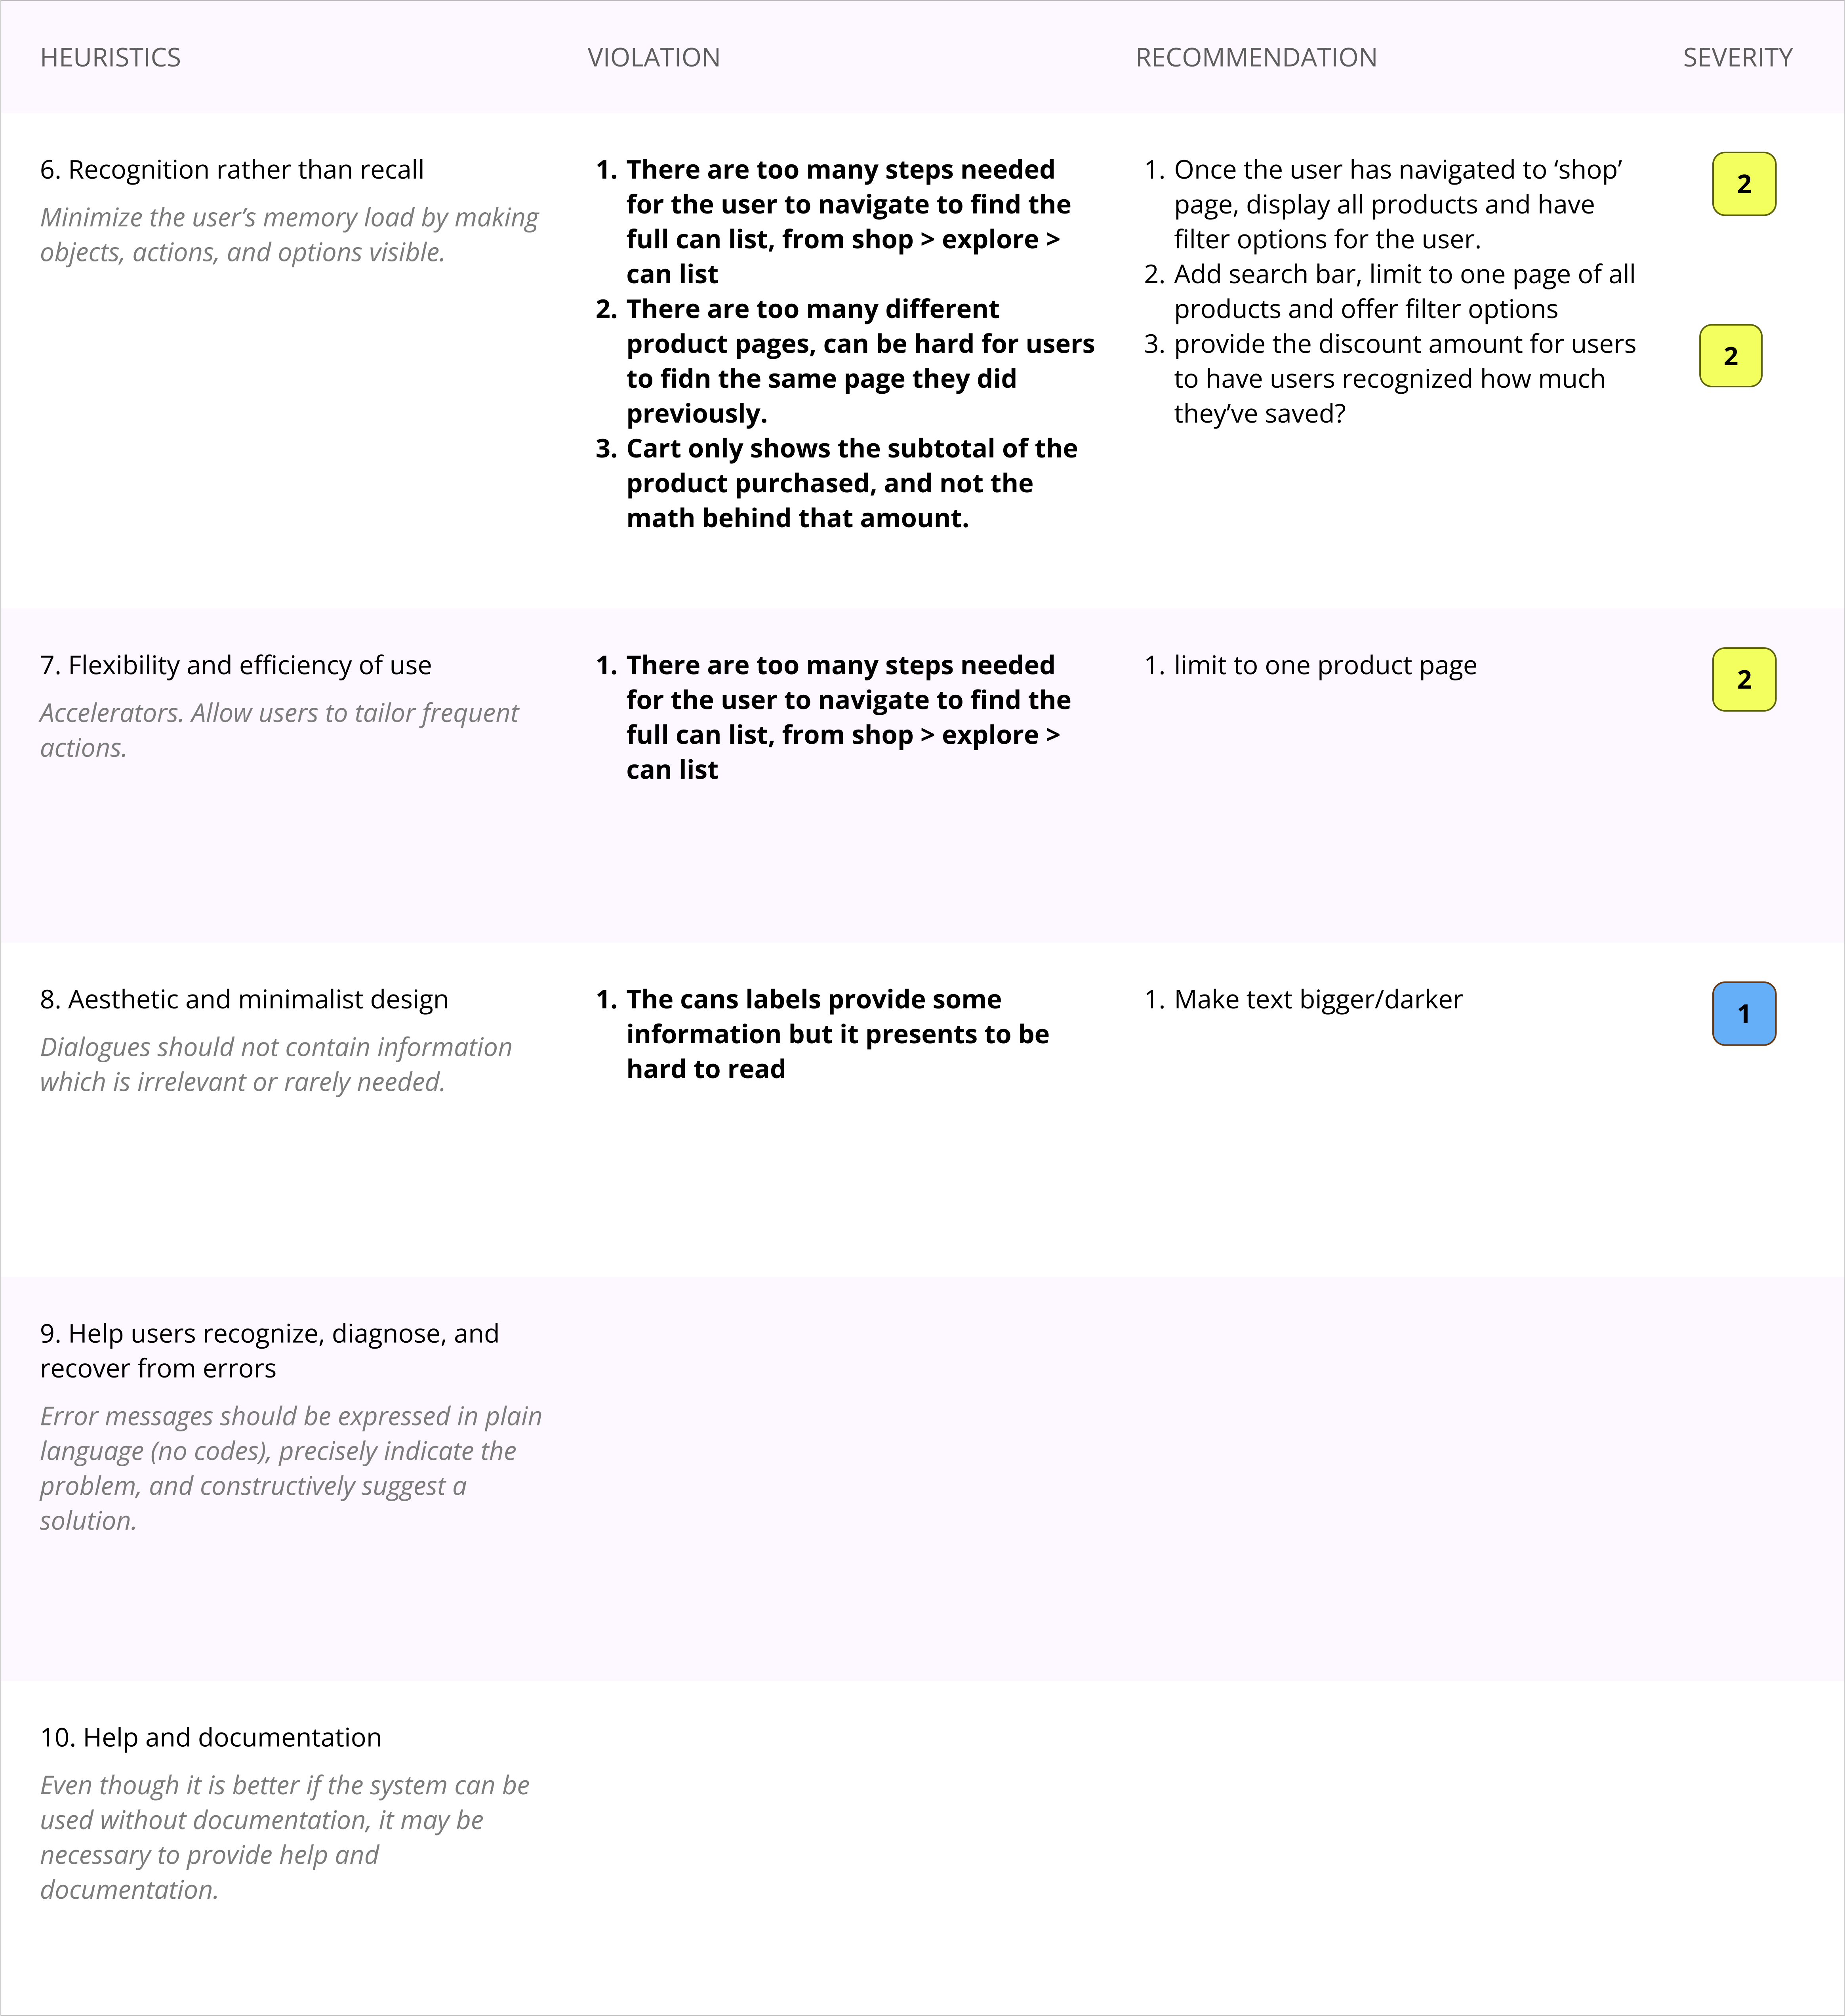 HEURISTICS
VIOLATION
RECOMMENDATION
SEVERITY
6. Recognition rather than recall
Minimize the user’s memory load by making
objects, actions, and options visible.
1. There are too many steps needed
for the user to navigate to find the
full can list, from shop > explore >
can list
2. There are too many different
product pages, can be hard for users
to fidn the same page they did
previously.
3. Cart only shows the subtotal of the
product purchased, and not the
math behind that amount.
1. Once the user has navigated to ‘shop’
page, display all products and have
filter options for the user.
2. Add search bar, limit to one page of all
products and offer filter options
3. provide the discount amount for users
to have users recognized how much
they’ve saved?
2
2
7. Flexibility and efficiency of use
Accelerators. Allow users to tailor frequent
actions.
1. There are too many steps needed
for the user to navigate to find the
full can list, from shop > explore >
can list
1. limit to one product page
2
8. Aesthetic and minimalist design
Dialogues should not contain information
which is irrelevant or rarely needed.
1. The cans labels provide some
information but it presents to be
hard to read
1. Make text bigger/darker
1
9. Help users recognize, diagnose, and
recover from errors
Error messages should be expressed in plain
language (no codes), precisely indicate the
problem, and constructively suggest a
solution.
10. Help and documentation
Even though it is better if the system can be
used without documentation, it may be
necessary to provide help and
documentation.